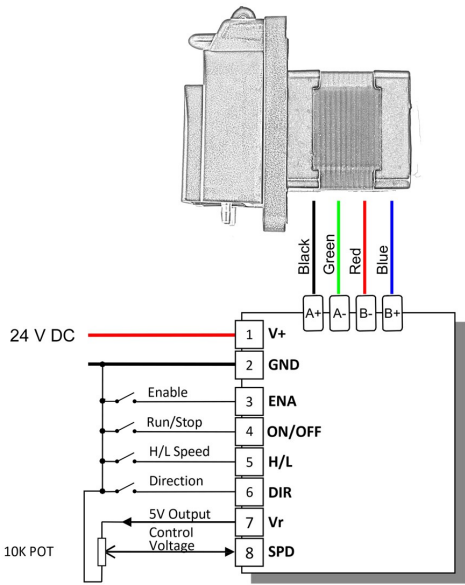 Black
Green
Red
Blue
A+ A- B- B+
24 V DC
1 V+
2 GND
Enable
3 ENA
Run/Stop
4 ON/OFF
H/L Speed
5 H/L
Direction
6 DIR
5V Output
7 Vr
Control
Voltage
10K POT
8 SPD